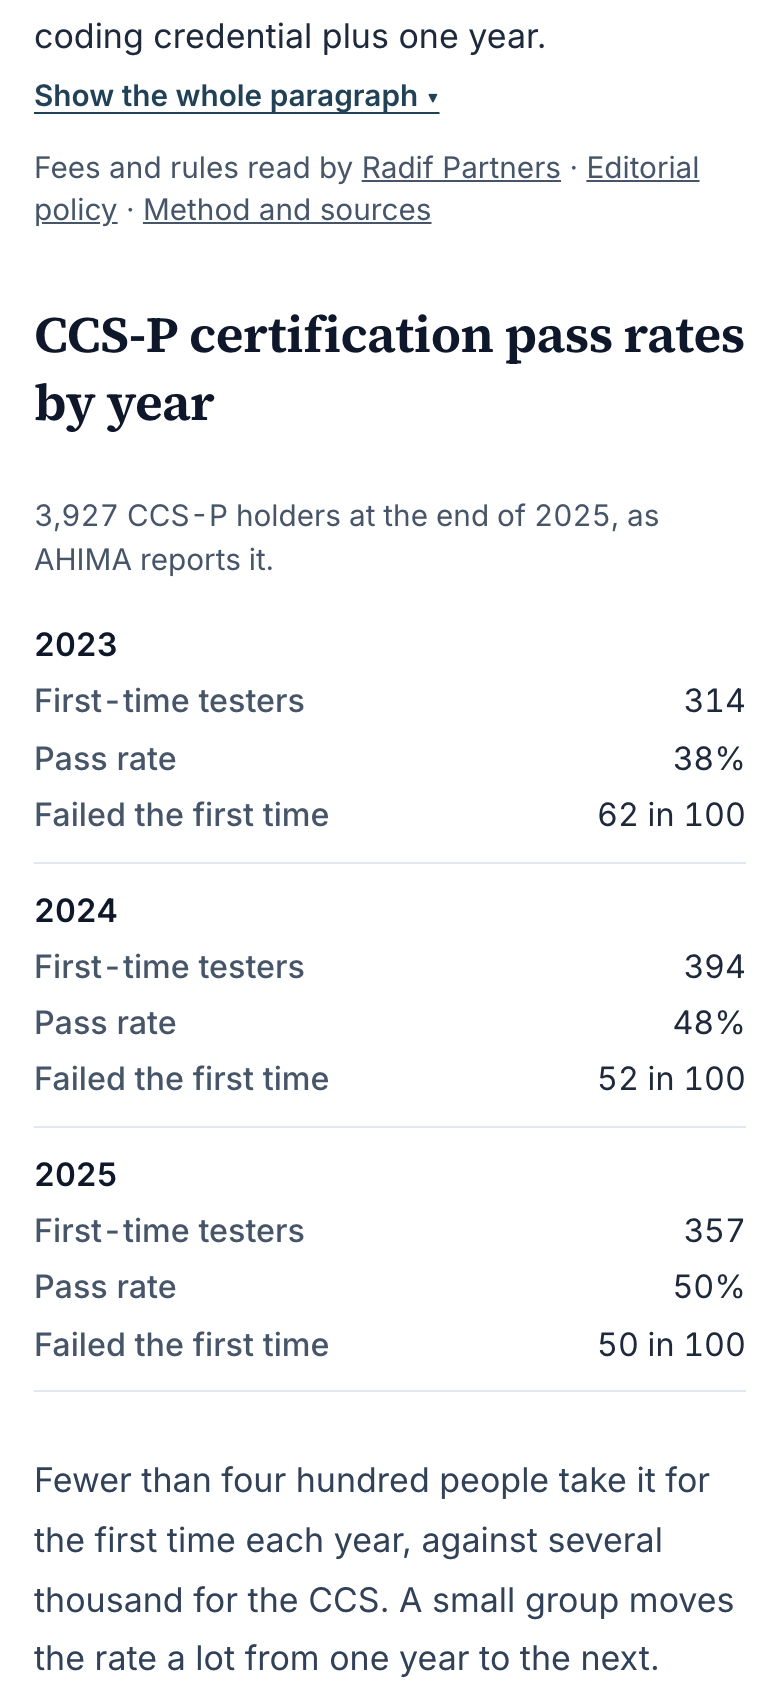 coding credential plus one year.
Show the whole paragraph ▾
Fees and rules read by Radif Partners · Editorial
policy · Method and sources
CCS-P certification pass rates
by year
3,927 CCS-P holders at the end of 2025, as
AHIMA reports it.
2023
First-time testers 314
Pass rate 38%
Failed the first time 62 in 100
2024
First-time testers 394
Pass rate 48%
Failed the first time 52 in 100
2025
First-time testers 357
Pass rate 50%
Failed the first time 50 in 100
Fewer than four hundred people take it for
the first time each year, against several
thousand for the CCS. A small group moves
the rate a lot from one year to the next.